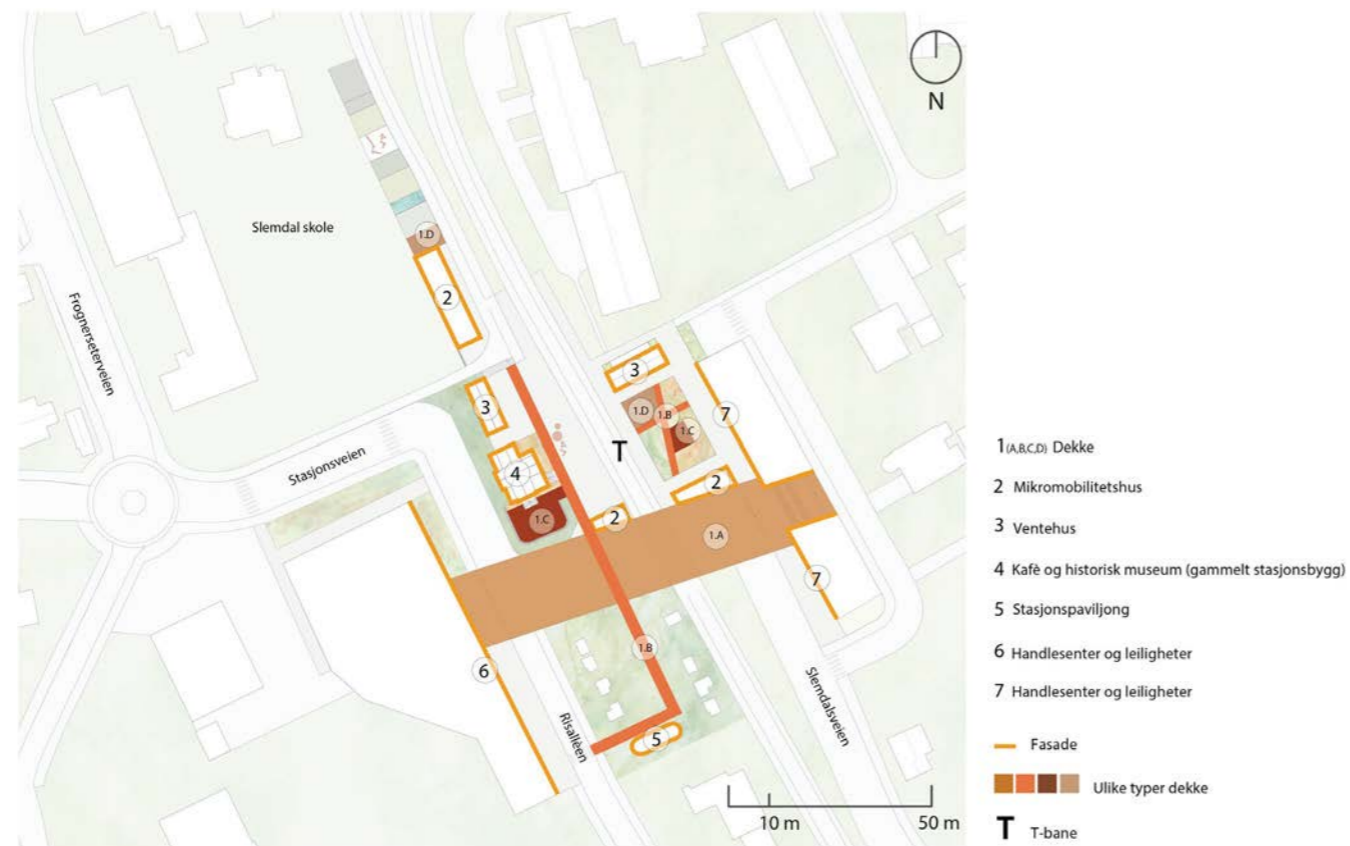 N
Slemdal skole
1.D
2
Frognerseterveien
3
3
7
1.D
1.B
1.C
T
Stasjonsveien
4
2
1.C
2
1.A
7
6
1.B
Slemdalsveien
Risallèen
5
10 m
50 m
1(A,B,C,D) Dekke
2 Mikromobilitetshus
3 Ventehus
4 Kafè og historisk museum (gammelt stasjonsbygg)
5 Stasjonspaviljong
6 Handlesenter og leiligheter
7 Handlesenter og leiligheter
Fasade
Ulike typer dekke
T T-bane